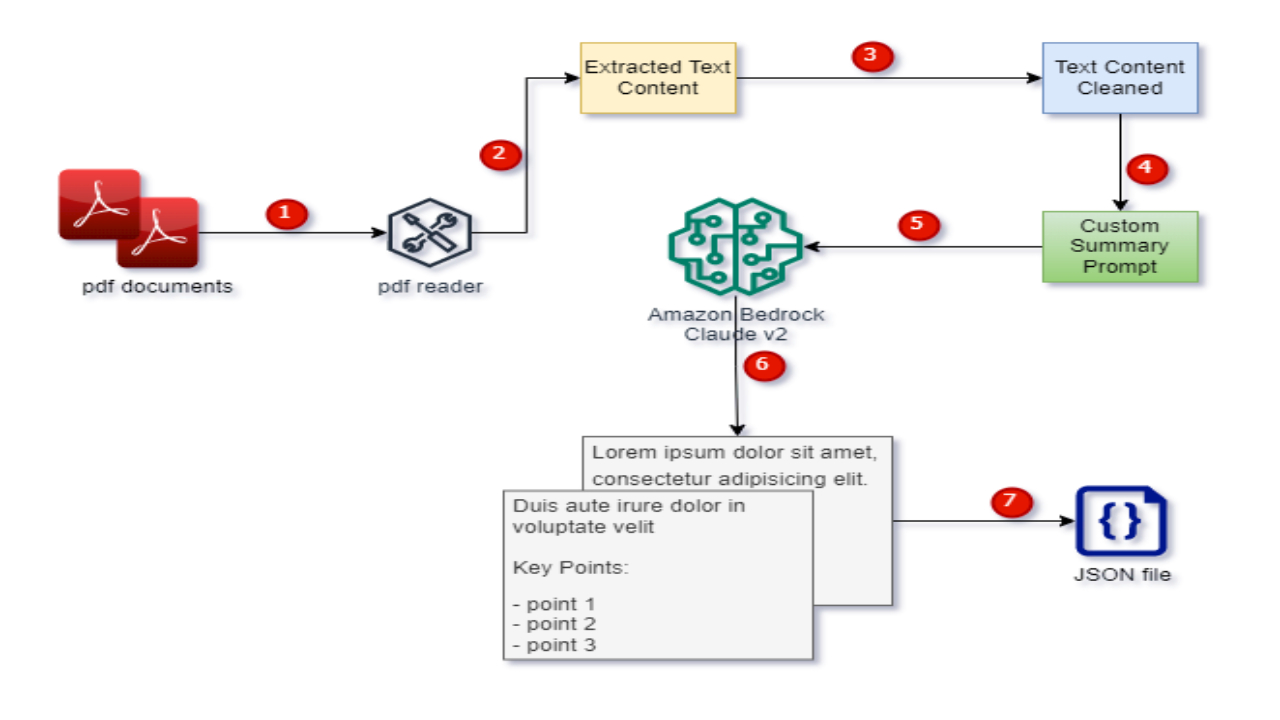 3
Extracted Text
Content
Text Content
Cleaned
2
4
1
pdf documents
pdf reader
5
Custom
Summary
Prompt
Amazon Bedrock
Claude v2
6
Lorem ipsum dolor sit amet,
consectetur adipisicing elit.
Duis aute irure dolor in
voluptate velit
Key Points:
- point 1
- point 2
- point 3
7
{}
JSON file